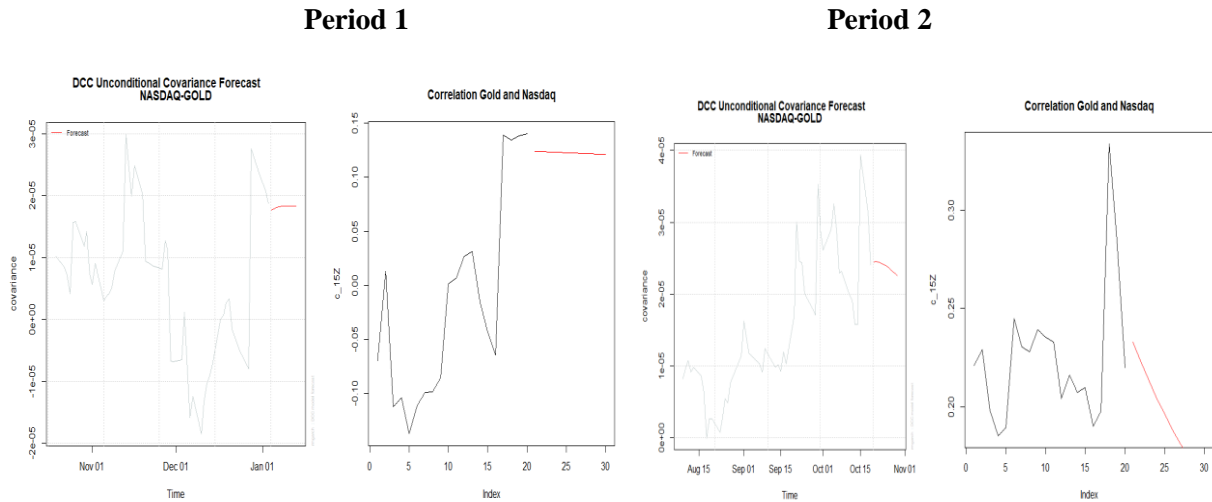 Period 1
Period 2
DCC Unconditional Covariance Forecast
NASDAQ-GOLD
Forecast
covariance
3e-05
2e-05
1e-05
0e+00
-1e-05
-2e-05
Nov 01 Dec 01 Jan 01
Time
Correlation Gold and Nasdaq
c_15Z
0.15
0.10
0.05
0.00
-0.05
-0.10
0 5 10 15 20 25 30
Index
DCC Unconditional Covariance Forecast
NASDAQ-GOLD
Forecast
covariance
4e-05
3e-05
2e-05
1e-05
0e+00
Aug 15 Sep 01 Sep 15 Oct 01 Oct 15 Nov 01
Time
Correlation Gold and Nasdaq
c_15Z
0.30
0.25
0.20
0 5 10 15 20 25 30
Index